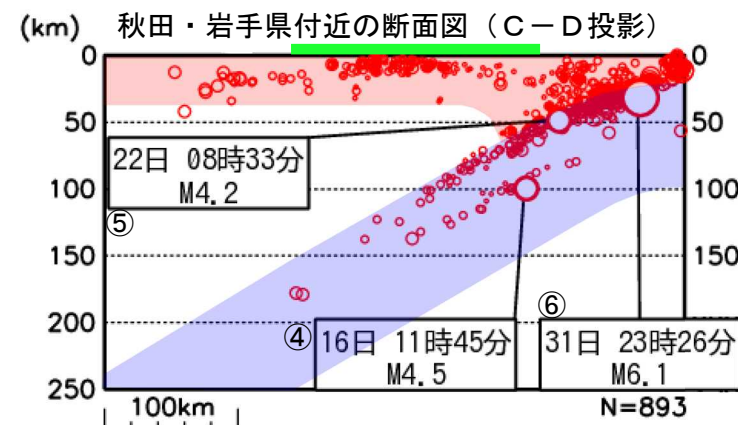 (km) 秋田・岩手県付近の断面図（C－D投影）
0 0
50 50
22日 08時33分
M4.2
100 100
⑤
150 150
⑥
200
④ 16日 11時45分
M4.5
31日 23時26分
M6.1
250
100km
N=893